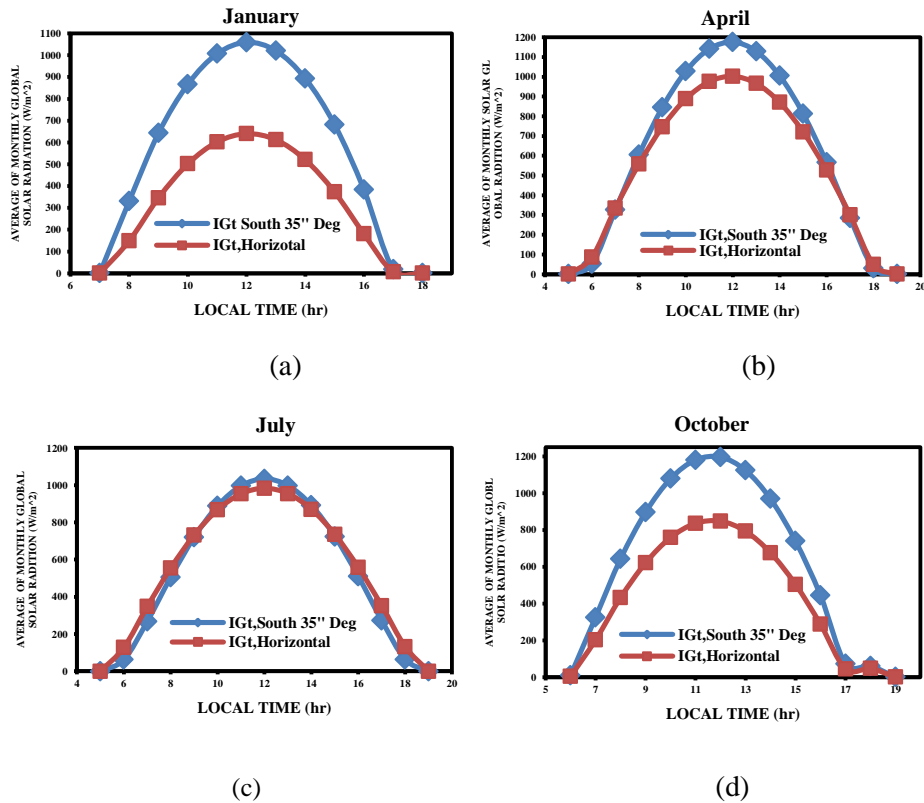 January
AVERAGE OF MONTHLY GLOBAL
SOLAR RADIATION (W/m^2)
1100
1000
900
800
700
600
500
400
300
200
100
0
IGt South 35" Deg
IGt,Horizotal
6 8 10 12 14 16 18
LOCAL TIME (hr)
(a)
April
AVERAGE OF MONTHLY SOLAR GL
OBAL RADITION (W/m^2)
1200
1100
1000
900
800
700
600
500
400
300
200
100
0
IGt,South 35" Deg
IGt,Horizontal
4 6 8 10 12 14 16 18 20
LOCAL TIME (hr)
(b)
July
AVERAGE OF MONTHLY GLOBAL
SOLAR RADITION (W/m^2)
1200
1000
800
600
400
200
0
IGt,South 35" Deg
IGt,Horizontal
4 6 8 10 12 14 16 18 20
LOCAL TIME (hr)
(c)
October
AVERAGE OF MONTHLY GLOBL
SOLR RADITIO (W/m^2)
1200
1000
800
600
400
200
0
IGt,South 35" Deg
IGt,Horizontal
5 7 9 11 13 15 17 19
LOCAL TIME (hr)
(d)